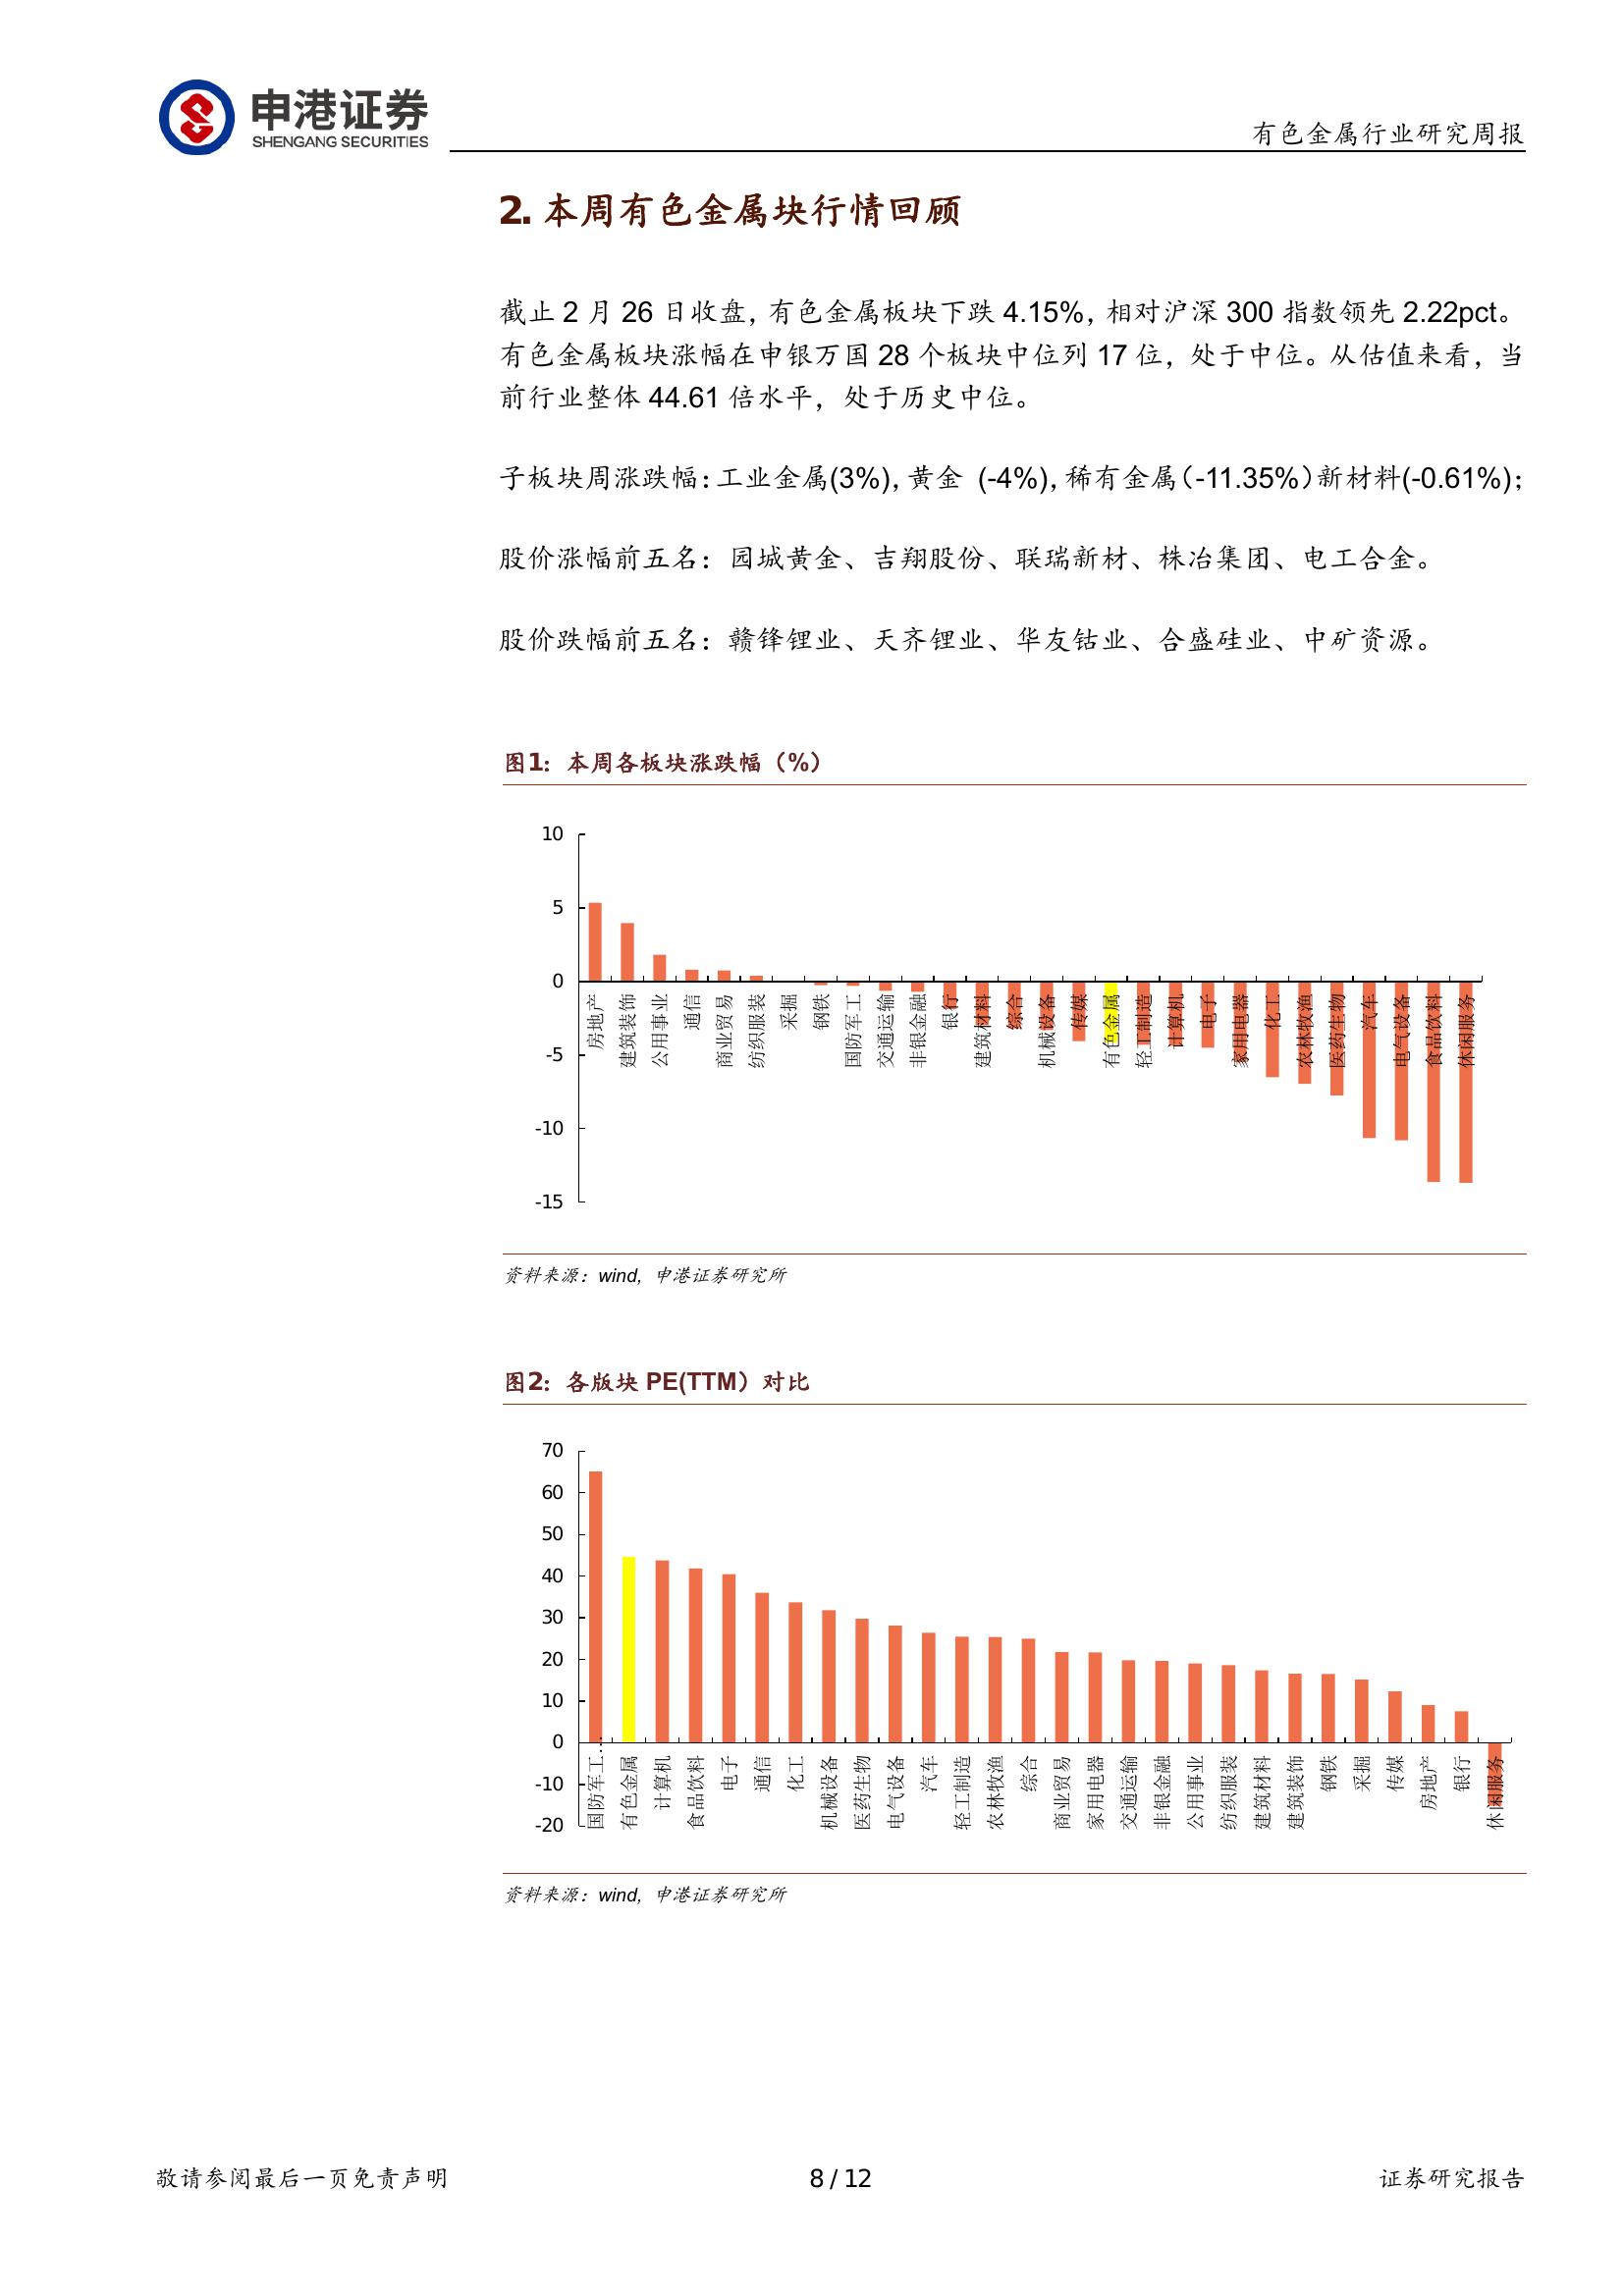 申港证券
SHENGANG SECURITIES
有色金属行业研究周报
2. 本周有色金属块行情回顾
截止 2 月 26 日收盘，有色金属板块下跌 4.15%，相对沪深 300 指数领先 2.22pct。
有色金属板块涨幅在申银万国 28 个板块中位列 17 位，处于中位。从估值来看，当
前行业整体 44.61 倍水平，处于历史中位。
子板块周涨跌幅：工业金属(3%)，黄金 (-4%)，稀有金属（-11.35%）新材料(-0.61%)；
股价涨幅前五名：园城黄金、吉翔股份、联瑞新材、株冶集团、电工合金。
股价跌幅前五名：赣锋锂业、天齐锂业、华友钴业、合盛硅业、中矿资源。
图1：本周各板块涨跌幅（%）
10
5
0
-5
-10
-15
房地产
建筑装饰
公用事业
通信
商业贸易
纺织服装
采掘
钢铁
国防军工
交通运输
非银金融
银行
建筑材料
综合
机械设备
传媒
有色金属
轻工制造
计算机
电子
家用电器
化工
农林牧渔
医药生物
汽车
电气设备
食品饮料
休闲服务
资料来源：wind，申港证券研究所
图2：各版块 PE(TTM）对比
70
60
50
40
30
20
10
0
-10
-20
国防军工…
有色金属
计算机
食品饮料
电子
通信
化工
机械设备
医药生物
电气设备
汽车
轻工制造
农林牧渔
综合
商业贸易
家用电器
交通运输
非银金融
公用事业
纺织服装
建筑材料
建筑装饰
钢铁
采掘
传媒
房地产
银行
休闲服务
资料来源：wind，申港证券研究所
敬请参阅最后一页免责声明
8 / 12
证券研究报告